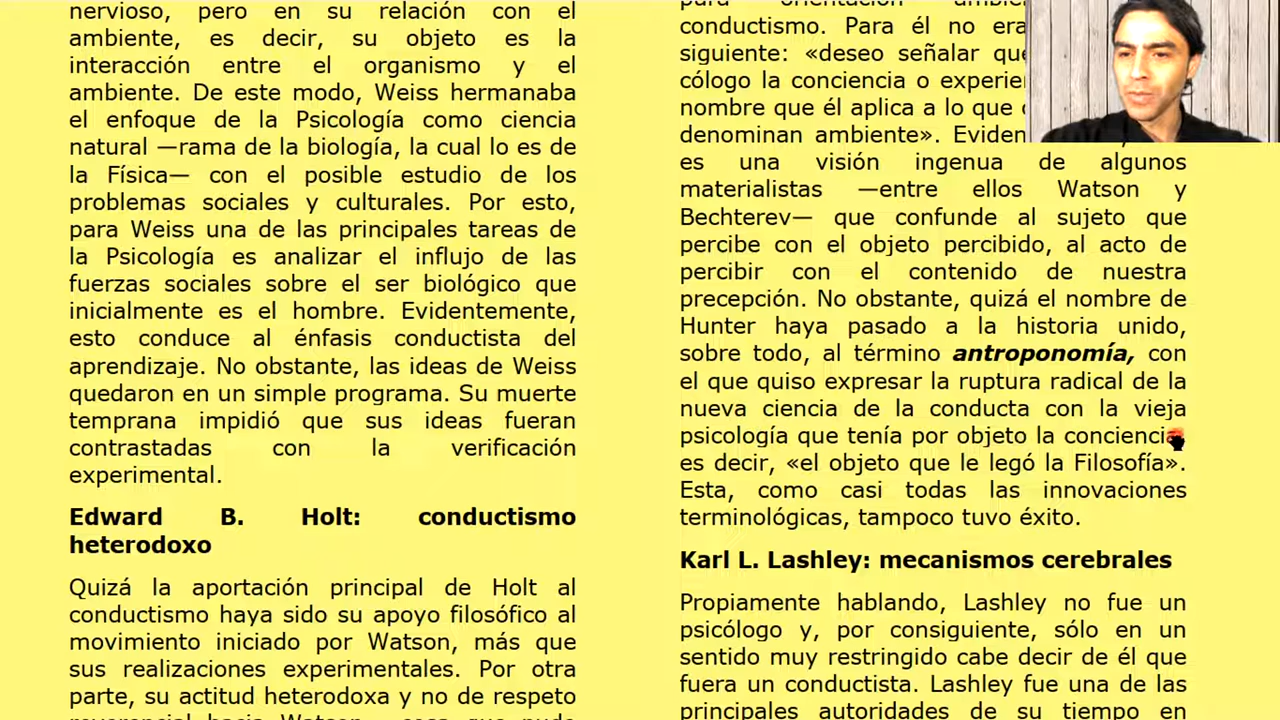 nervioso, pero en su relación con el
ambiente, es decir, su objeto es la
interacción entre el organismo y el
ambiente. De este modo, Weiss hermanaba
el enfoque de la Psicología como ciencia
natural —rama de la biología, la cual lo es de
la Física— con el posible estudio de los
problemas sociales y culturales. Por esto,
para Weiss una de las principales tareas de
la Psicología es analizar el influjo de las
fuerzas sociales sobre el ser biológico que
inicialmente es el hombre. Evidentemente,
esto conduce al énfasis conductista del
aprendizaje. No obstante, las ideas de Weiss
quedaron en un simple programa. Su muerte
temprana impidió que sus ideas fueran
contrastadas con la verificación
experimental.
Edward B. Holt: conductismo
heterodoxo
Quizá la aportación principal de Holt al
conductismo haya sido su apoyo filosófico al
movimiento iniciado por Watson, más que
sus realizaciones experimentales. Por otra
parte, su actitud heterodoxa y no de respeto
reverencial hacia Watson
para orientación
conductismo. Para él no
siguiente: «deseo señalar
cólogo la conciencia o
nombre que él aplica a lo que
denominan ambiente».
es una visión ingenua de algunos
materialistas —entre ellos Watson y
Bechterev— que confunde al sujeto que
percibe con el objeto percibido, al acto de
percibir con el contenido de nuestra
precepción. No obstante, quizá el nombre de
Hunter haya pasado a la historia unido,
sobre todo, al término antroponomía, con
el que quiso expresar la ruptura radical de la
nueva ciencia de la conducta con la vieja
psicología que tenía por objeto la conciencia
es decir, «el objeto que le legó la Filosofía».
Esta, como casi todas las innovaciones
terminológicas, tampoco tuvo éxito.
Karl L. Lashley: mecanismos cerebrales
Propiamente hablando, Lashley no fue un
psicólogo y, por consiguiente, sólo en un
sentido muy restringido cabe decir de él que
fuera un conductista. Lashley fue una de las
principales autoridades de su tiempo en